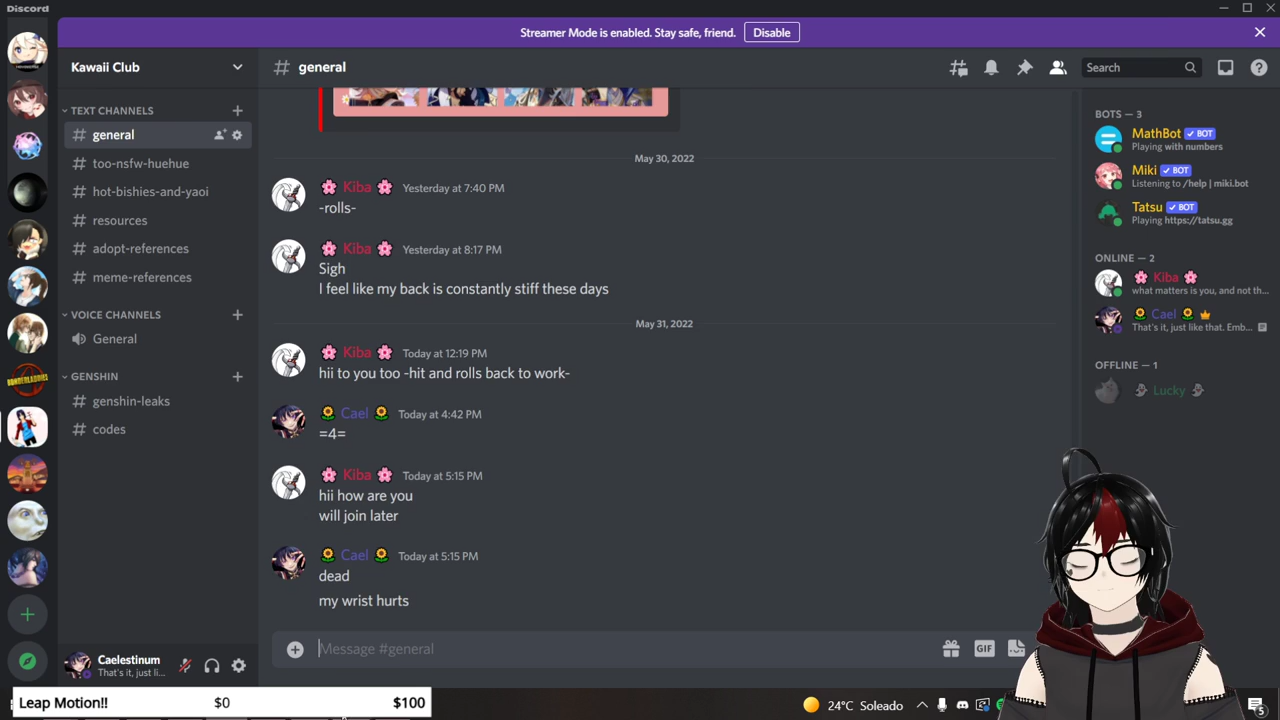 Discord
Streamer Mode is enabled. Stay safe, friend. Disable
Kawaii Club
general
Search
TEXT CHANNELS
general
too-nsfw-huehue
hot-bishies-and-yaoi
resources
adopt-references
meme-references
VOICE CHANNELS
General
GENSHIN
genshin-leaks
codes
May 30, 2022
Kiba Yesterday at 7:40 PM
-rolls-
Kiba Yesterday at 8:17 PM
Sigh
I feel like my back is constantly stiff these days
May 31, 2022
Kiba Today at 12:19 PM
hii to you too -hit and rolls back to work-
Cael Today at 4:42 PM
=4=
Kiba Today at 5:15 PM
hii how are you
will join later
Cael Today at 5:15 PM
dead
my wrist hurts
Message #general
GIF
BOTS — 3
MathBot ✓ BOT
Playing with numbers
Miki ✓ BOT
Listening to /help | miki.bot
Tatsu ✓ BOT
Playing https://tatsu.gg
ONLINE — 2
Kiba
what matters is you, and not th...
Cael
That's it, just like that. Emb...
OFFLINE — 1
Lucky
Caelestinum
That's it, just li...
Leap Motion!! $0 $100
24°C Soleado
5